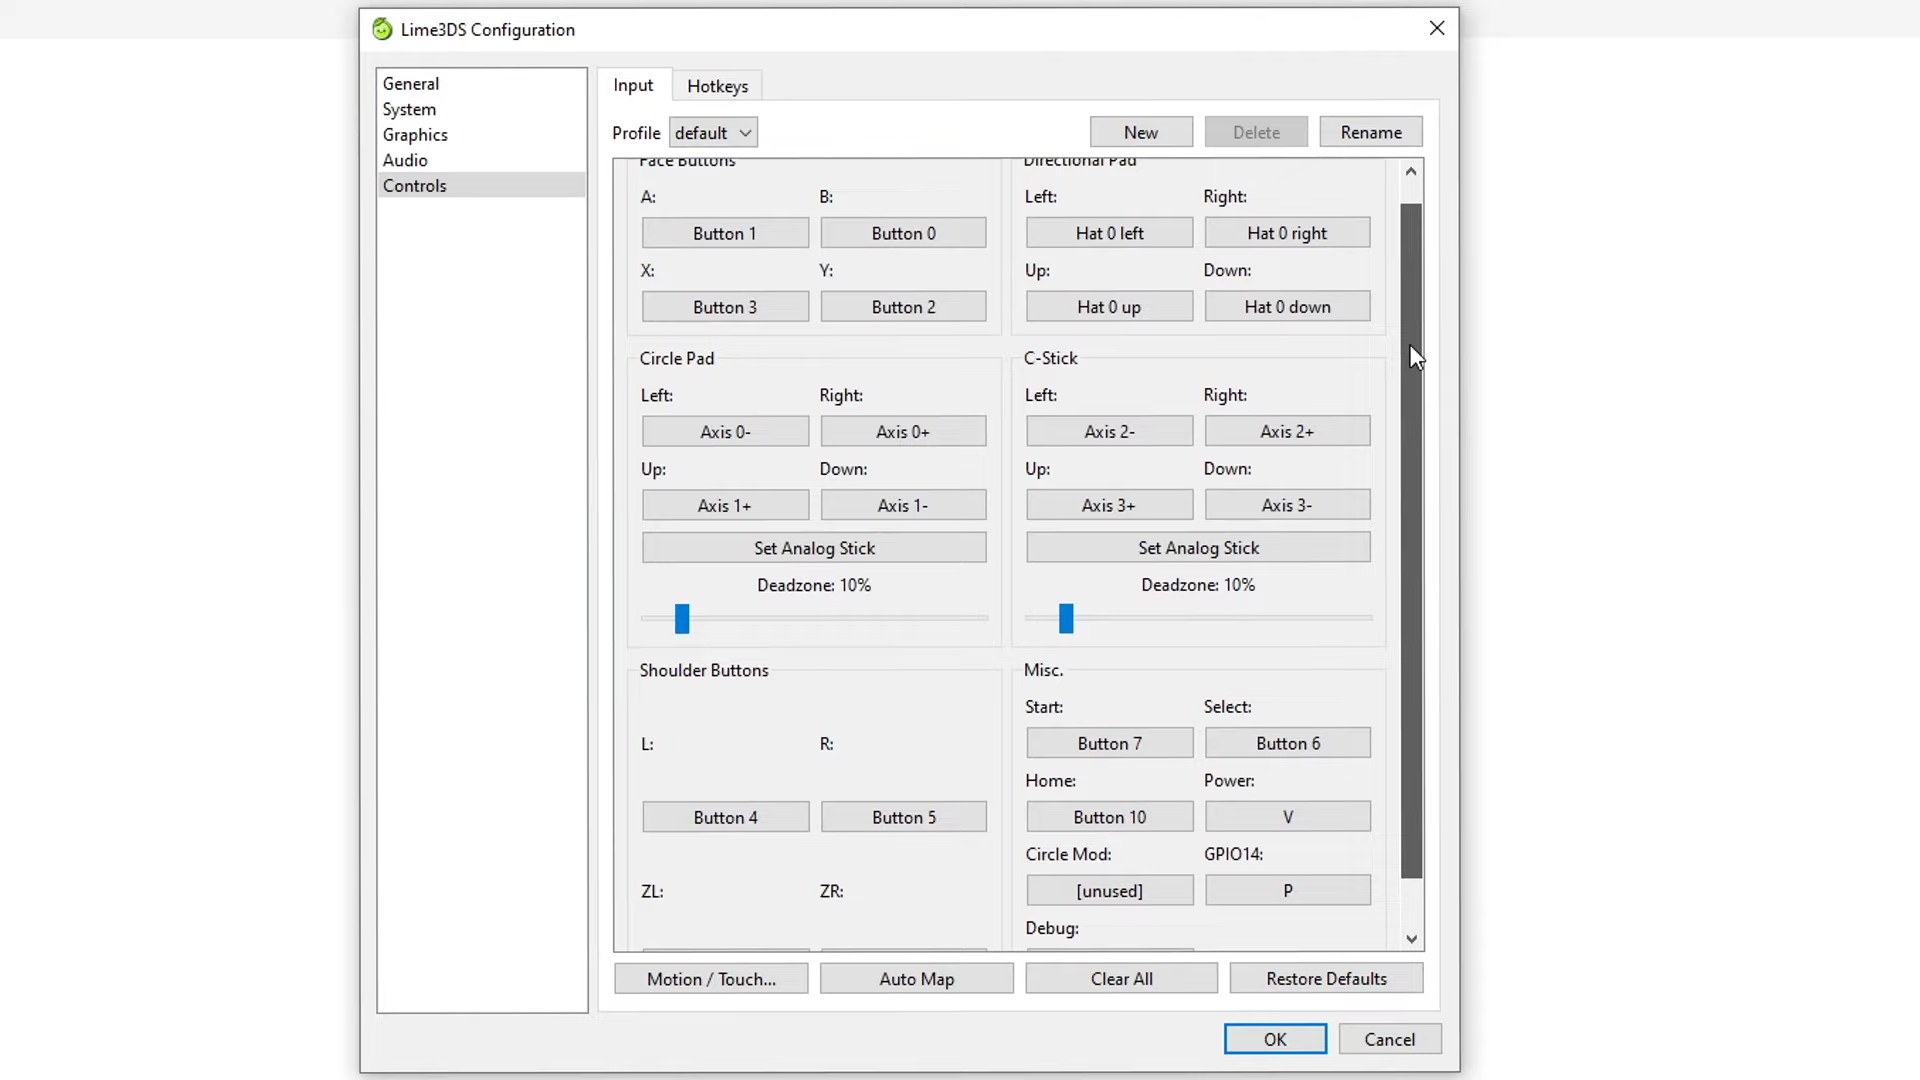 Lime3DS Configuration
General
System
Graphics
Audio
Controls
Input Hotkeys
Profile default New Delete Rename
Face Buttons Directional Pad
A: B: Left: Right:
Button 1 Button 0 Hat 0 left Hat 0 right
X: Y: Up: Down:
Button 3 Button 2 Hat 0 up Hat 0 down
Circle Pad C-Stick
Left: Right: Left: Right:
Axis 0- Axis 0+ Axis 2- Axis 2+
Up: Down: Up: Down:
Axis 1+ Axis 1- Axis 3+ Axis 3-
Set Analog Stick Set Analog Stick
Deadzone: 10% Deadzone: 10%
Shoulder Buttons Misc.
Start: Select:
L: R: Button 7 Button 6
Home: Power:
Button 4 Button 5 Button 10 V
Circle Mod: GPIO14:
ZL: ZR: [unused] P
Debug:
Motion / Touch... Auto Map Clear All Restore Defaults
OK Cancel